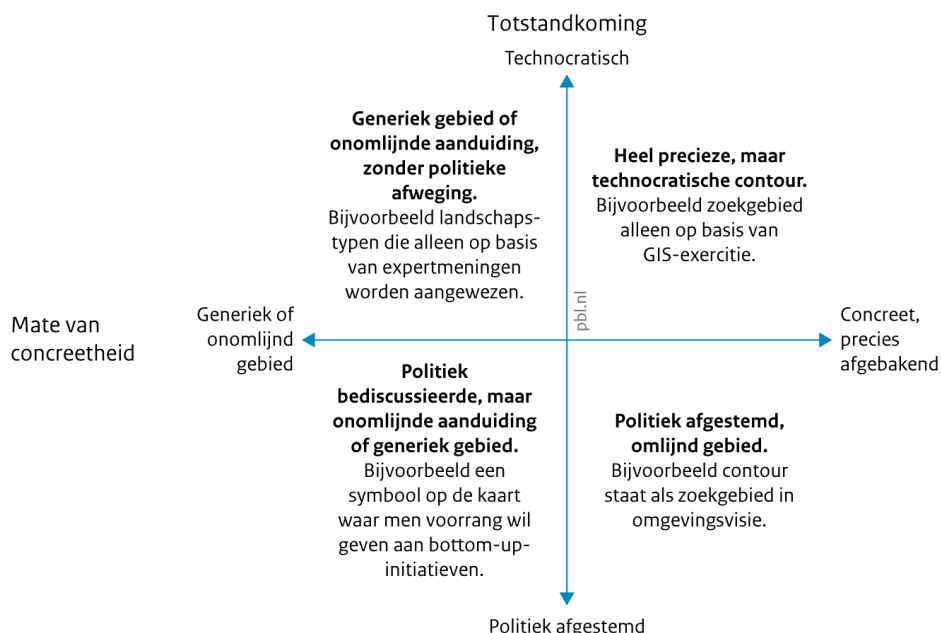 Totstandkoming
Technocratisch
Generiek gebied of
onomlijnde aanduiding,
zonder politieke
afweging.
Bijvoorbeeld landschaps-
typen die alleen op basis
van expertmeningen
worden aangewezen.
Heel precieze, maar
technocratische contour.
Bijvoorbeeld zoekgebied
alleen op basis van
GIS-exercitie.
pbl.nl
Mate van
concreetheid
Generiek of
onomlijnd
gebied
Concreet,
precies
afgebakend
Politiek
bediscussieerde, maar
onomlijnde aanduiding
of generiek gebied.
Bijvoorbeeld een
symbool op de kaart
waar men voorrang wil
geven aan bottom-up-
initiatieven.
Politiek afgestemd,
omlijnd gebied.
Bijvoorbeeld contour
staat als zoekgebied in
omgevingsvisie.
Politiek afgestemd